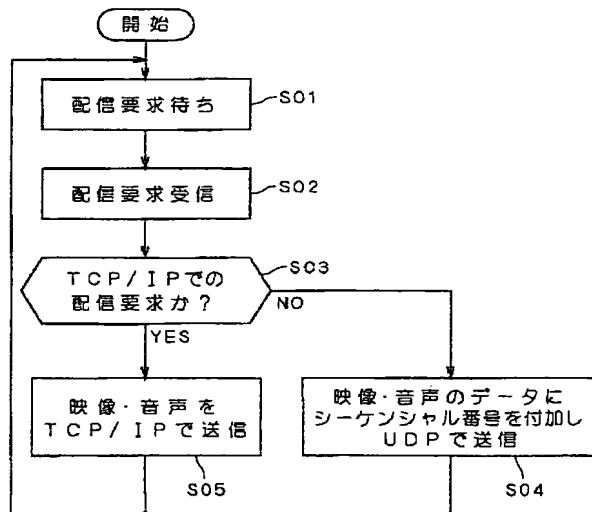 開始
配信要求待ち
S01
配信要求受信
S02
TCP/IPでの
配信要求か?
S03
NO
YES
映像・音声を
TCP/IPで送信
S05
映像・音声のデータに
シーケンシャル番号を付加し
UDPで送信
S04